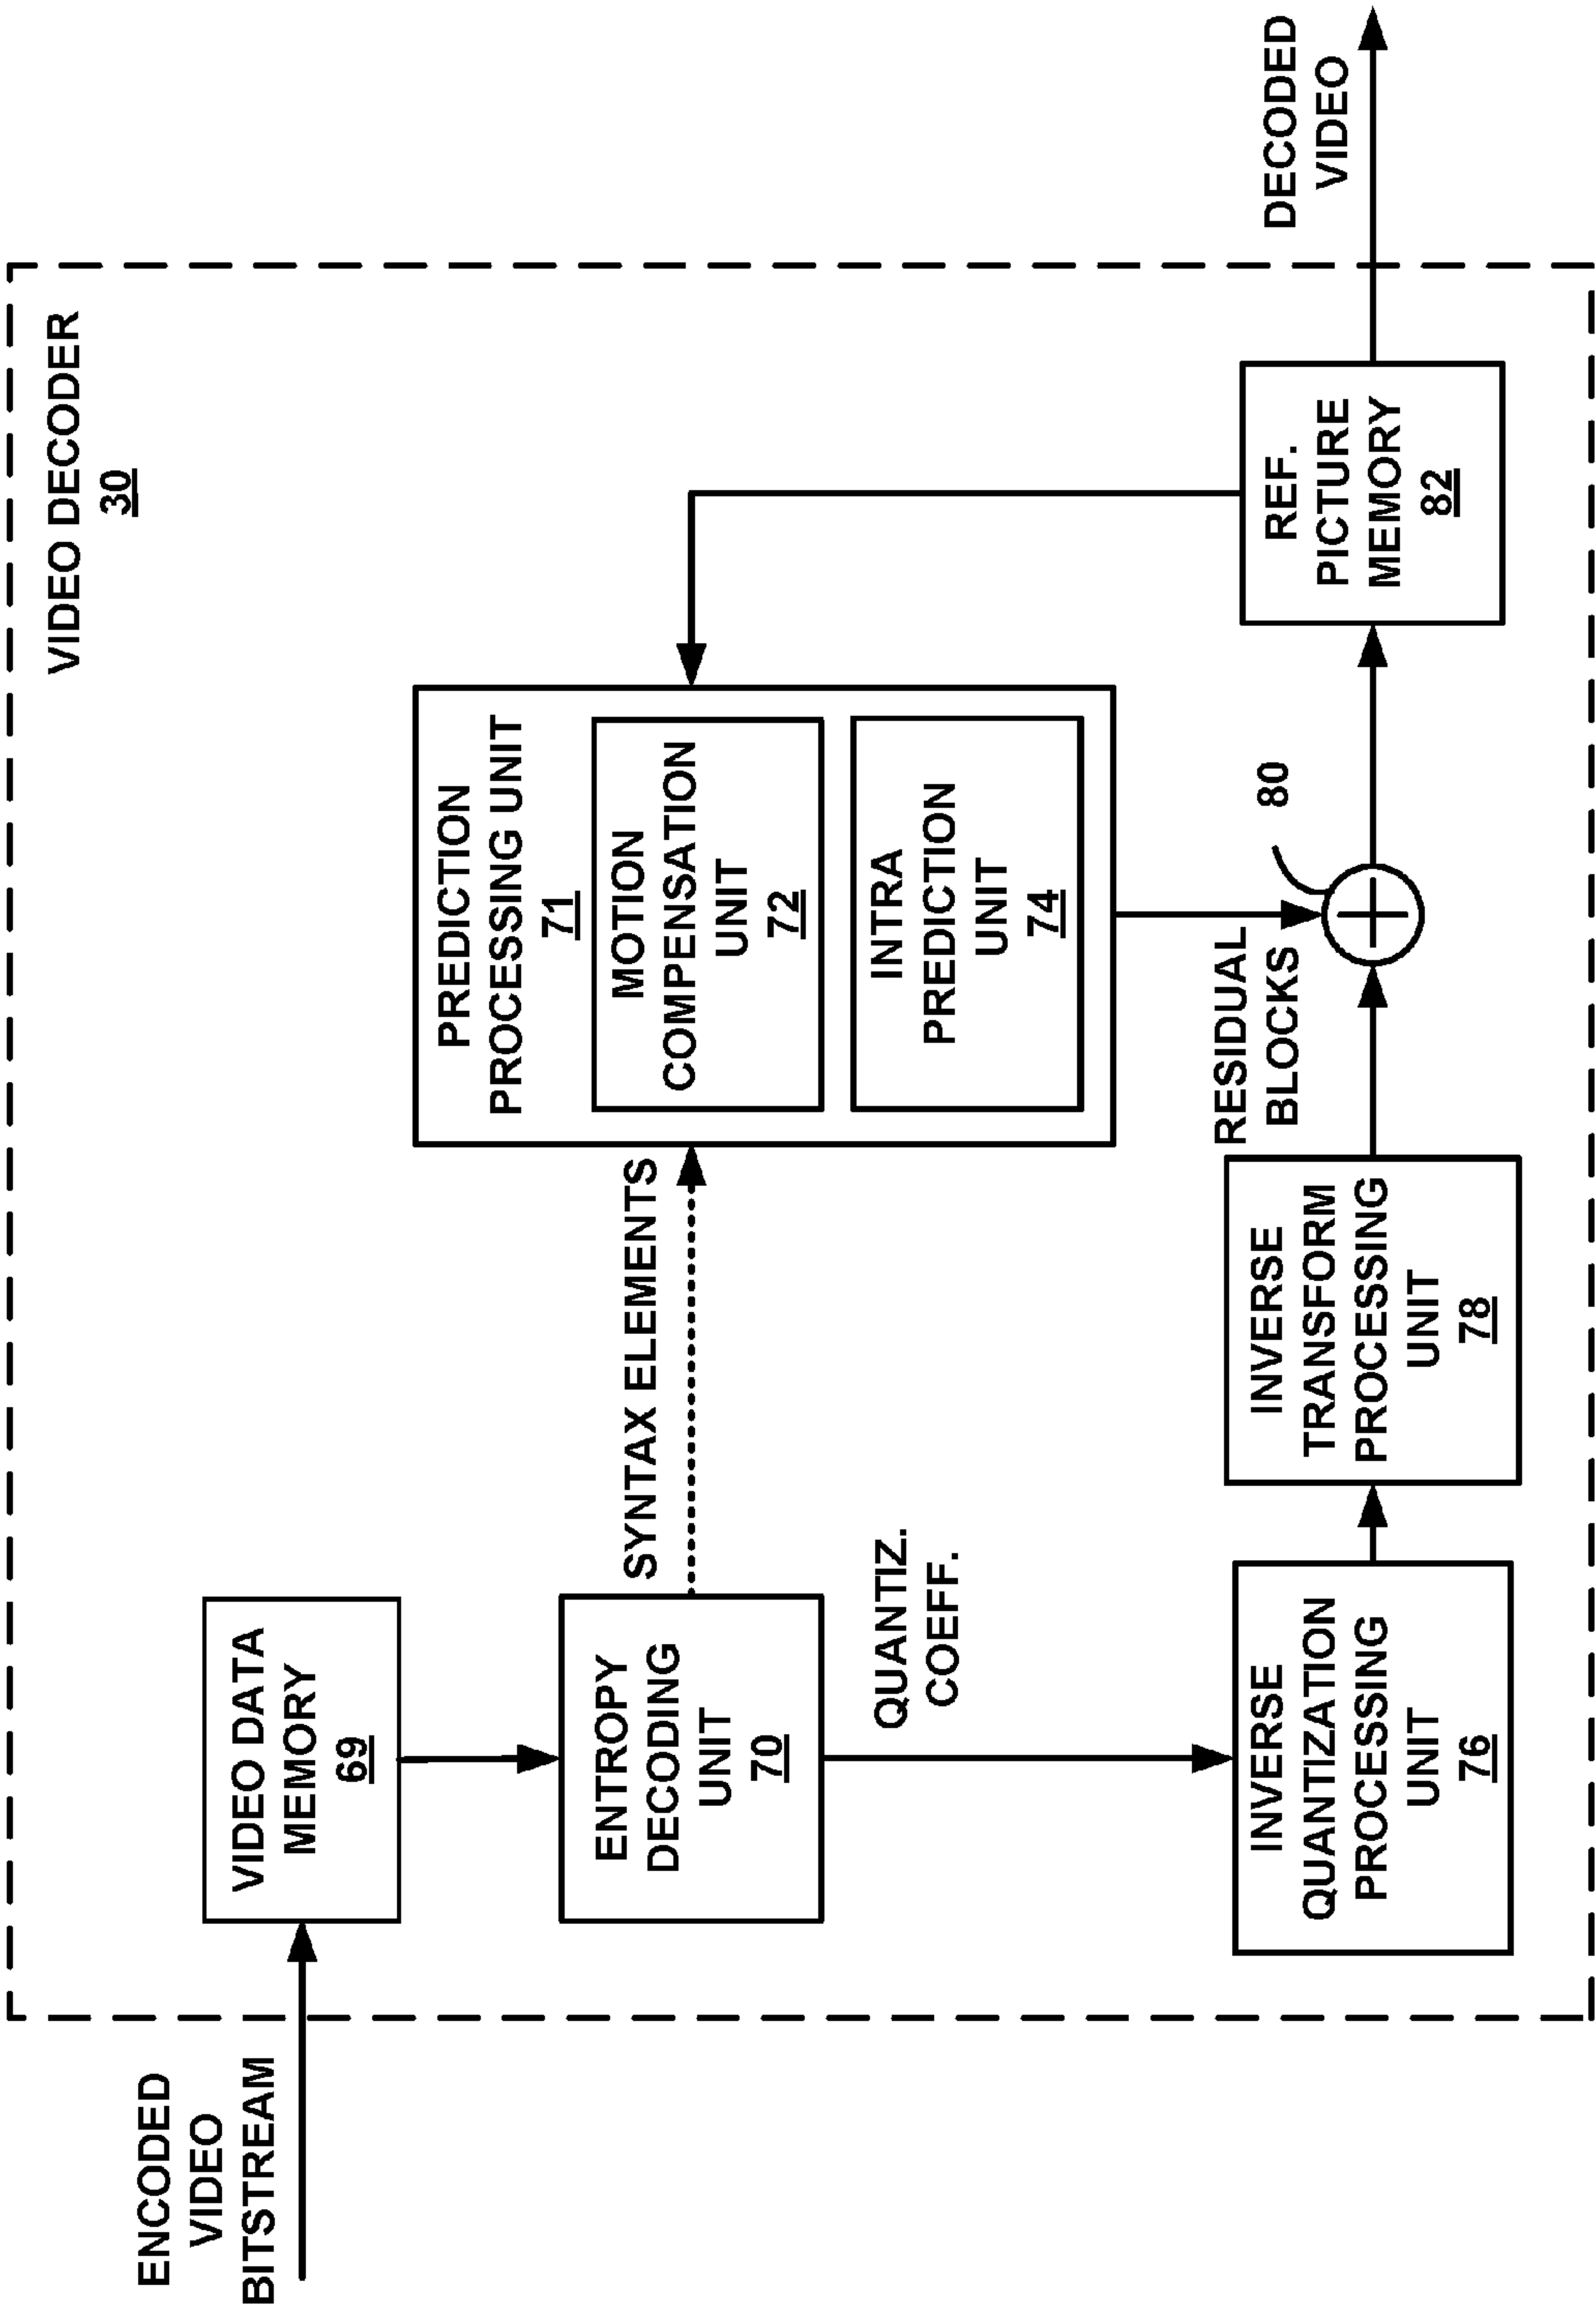 VIDEO DECODER
30
ENCODED
VIDEO
BITSTREAM
VIDEO DATA
MEMORY
69
ENTROPY
DECODING
UNIT
70
SYNTAX ELEMENTS
PREDICTION
PROCESSING UNIT
71
MOTION
COMPENSATION
UNIT
72
INTRA
PREDICTION
UNIT
74
QUANTIZ.
COEFF.
INVERSE
QUANTIZATION
PROCESSING
UNIT
76
INVERSE
TRANSFORM
PROCESSING
UNIT
78
RESIDUAL
BLOCKS
80
REF.
PICTURE
MEMORY
82
DECODED
VIDEO